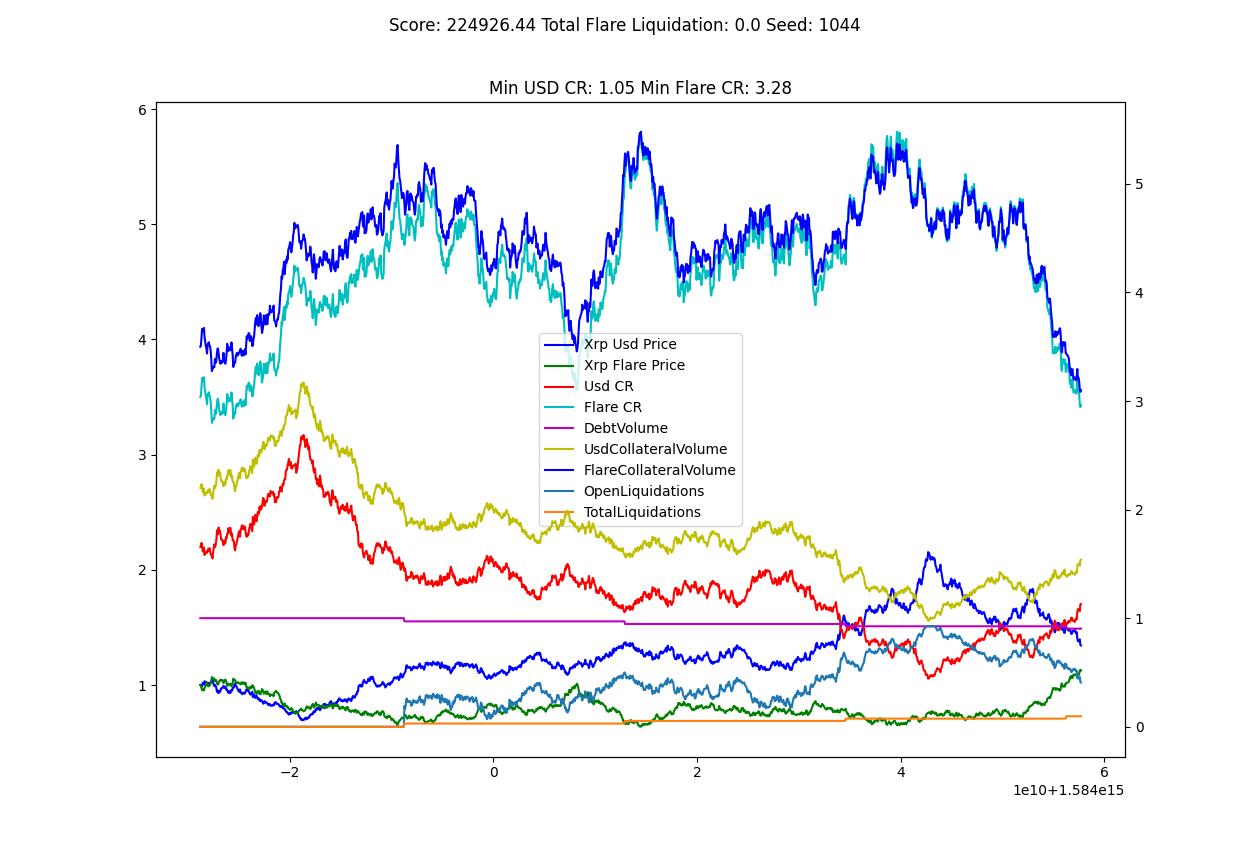 Score: 224926.44 Total Flare Liquidation: 0.0 Seed: 1044
Min USD CR: 1.05 Min Flare CR: 3.28
6
5
4
3
2
1
5
4
3
2
1
0
Xrp Usd Price
Xrp Flare Price
Usd CR
Flare CR
DebtVolume
UsdCollateralVolume
FlareCollateralVolume
OpenLiquidations
TotalLiquidations
−2 0 2 4 6
1e10+1.584e15